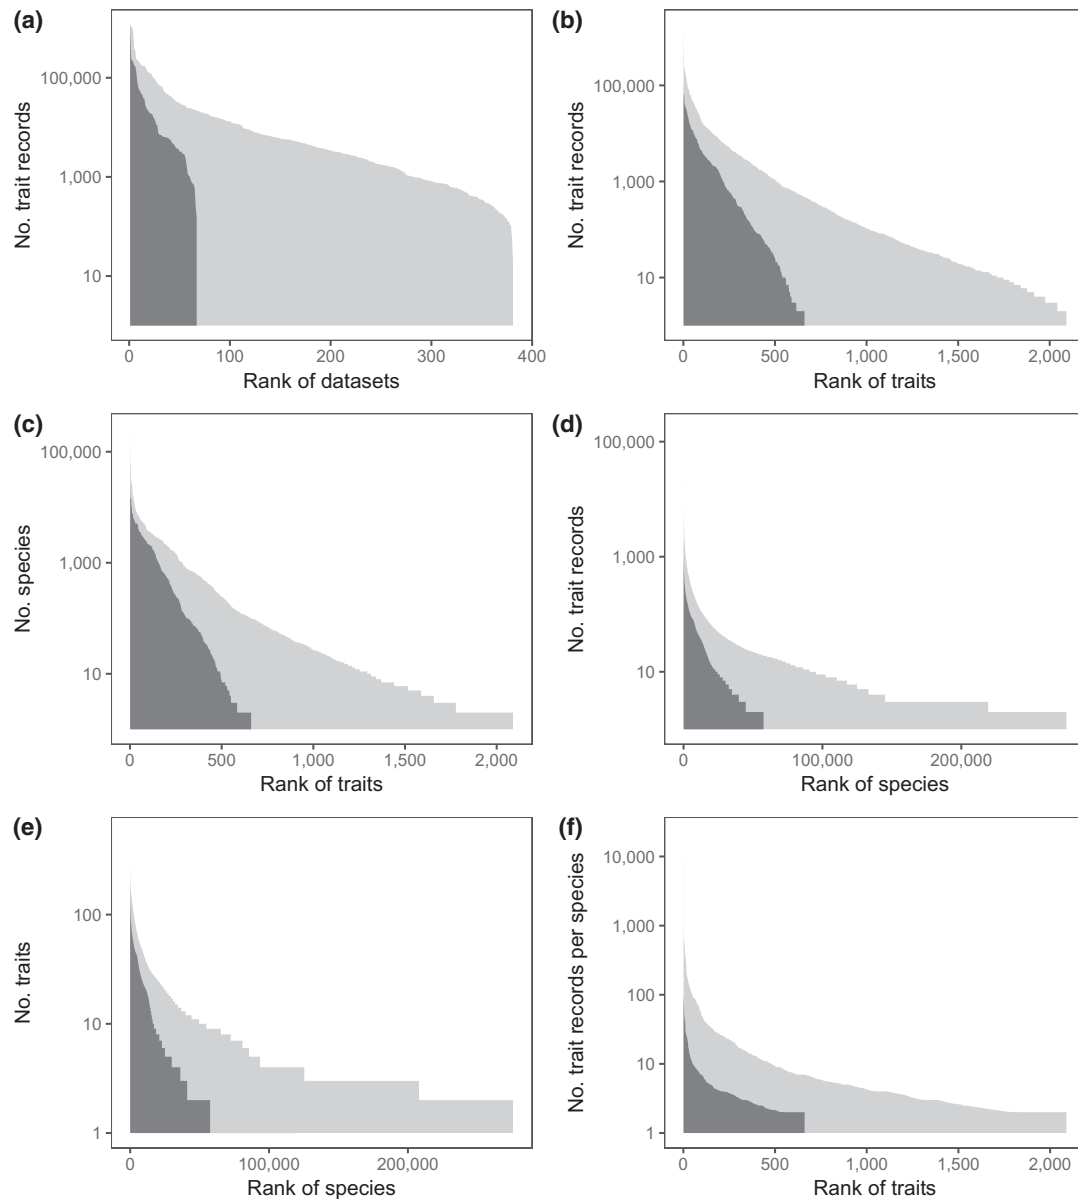 (a)
No. trait records
100,000
1,000
10
0 100 200 300 400
Rank of datasets
(b)
No. trait records
100,000
1,000
10
0 500 1,000 1,500 2,000
Rank of traits
(c)
No. species
100,000
1,000
10
0 500 1,000 1,500 2,000
Rank of traits
(d)
No. trait records
100,000
1,000
10
0 100,000 200,000
Rank of species
(e)
No. traits
100
10
1
0 100,000 200,000
Rank of species
(f)
No. trait records per species
10,000
1,000
100
10
1
0 500 1,000 1,500 2,000
Rank of traits